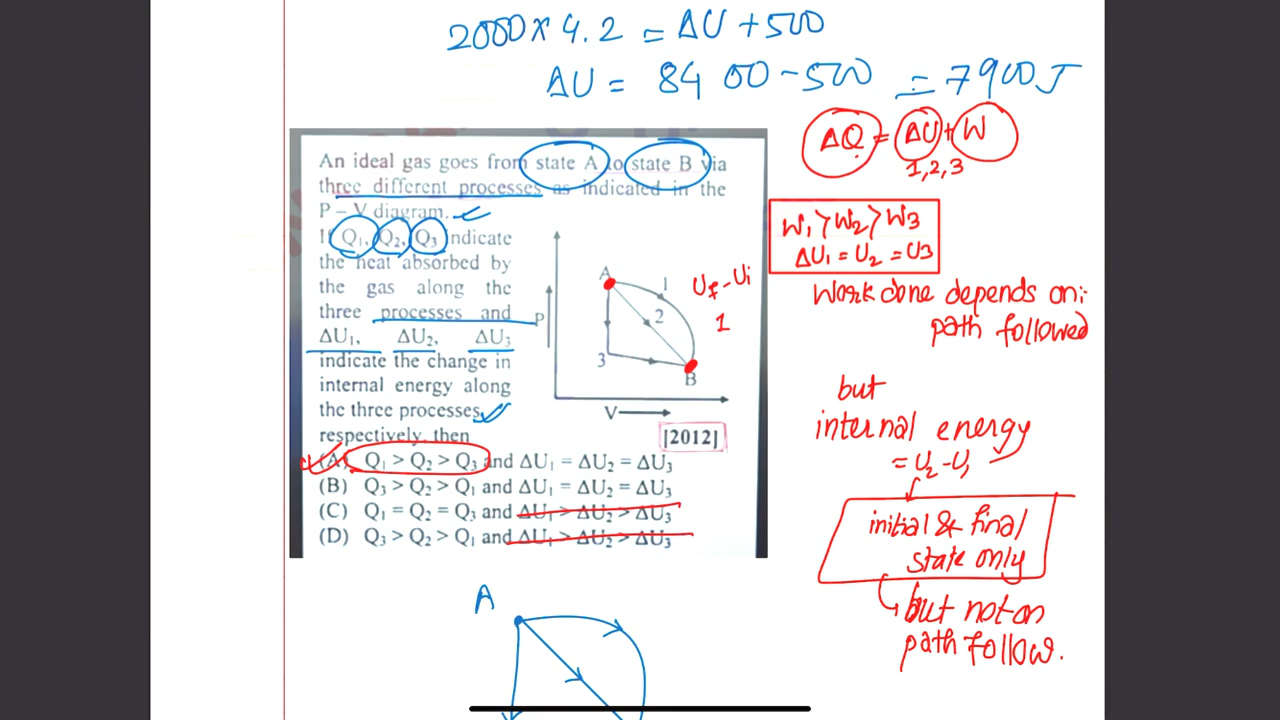 2000 × 4.2 = ΔU + 500
ΔU = 8400 - 500 = 7900 J
ΔQ = ΔU + W
1,2,3
An ideal gas goes from state A to state B via
three different processes as indicated in the
P – V diagram.
If Q₁, Q₂, Q₃ indicate
the heat absorbed by
the gas along the
three processes and
ΔU₁, ΔU₂, ΔU₃
indicate the change in
internal energy along
the three processes
respectively, then
A
1
2
P
3
B
V
[2012]
(A) Q₁ > Q₂ > Q₃ and ΔU₁ = ΔU₂ = ΔU₃
(B) Q₃ > Q₂ > Q₁ and ΔU₁ = ΔU₂ = ΔU₃
(C) Q₁ = Q₂ = Q₃ and ΔU₁ > ΔU₂ > ΔU₃
(D) Q₃ > Q₂ > Q₁ and ΔU₁ > ΔU₂ > ΔU₃
Uf - Ui
1
W₁ > W₂ > W₃
ΔU₁ = U₂ = U₃
Work done depends on:
path followed
but
internal energy
= U₂ - U₁
initial & final
state only
but not on
path follow.
A